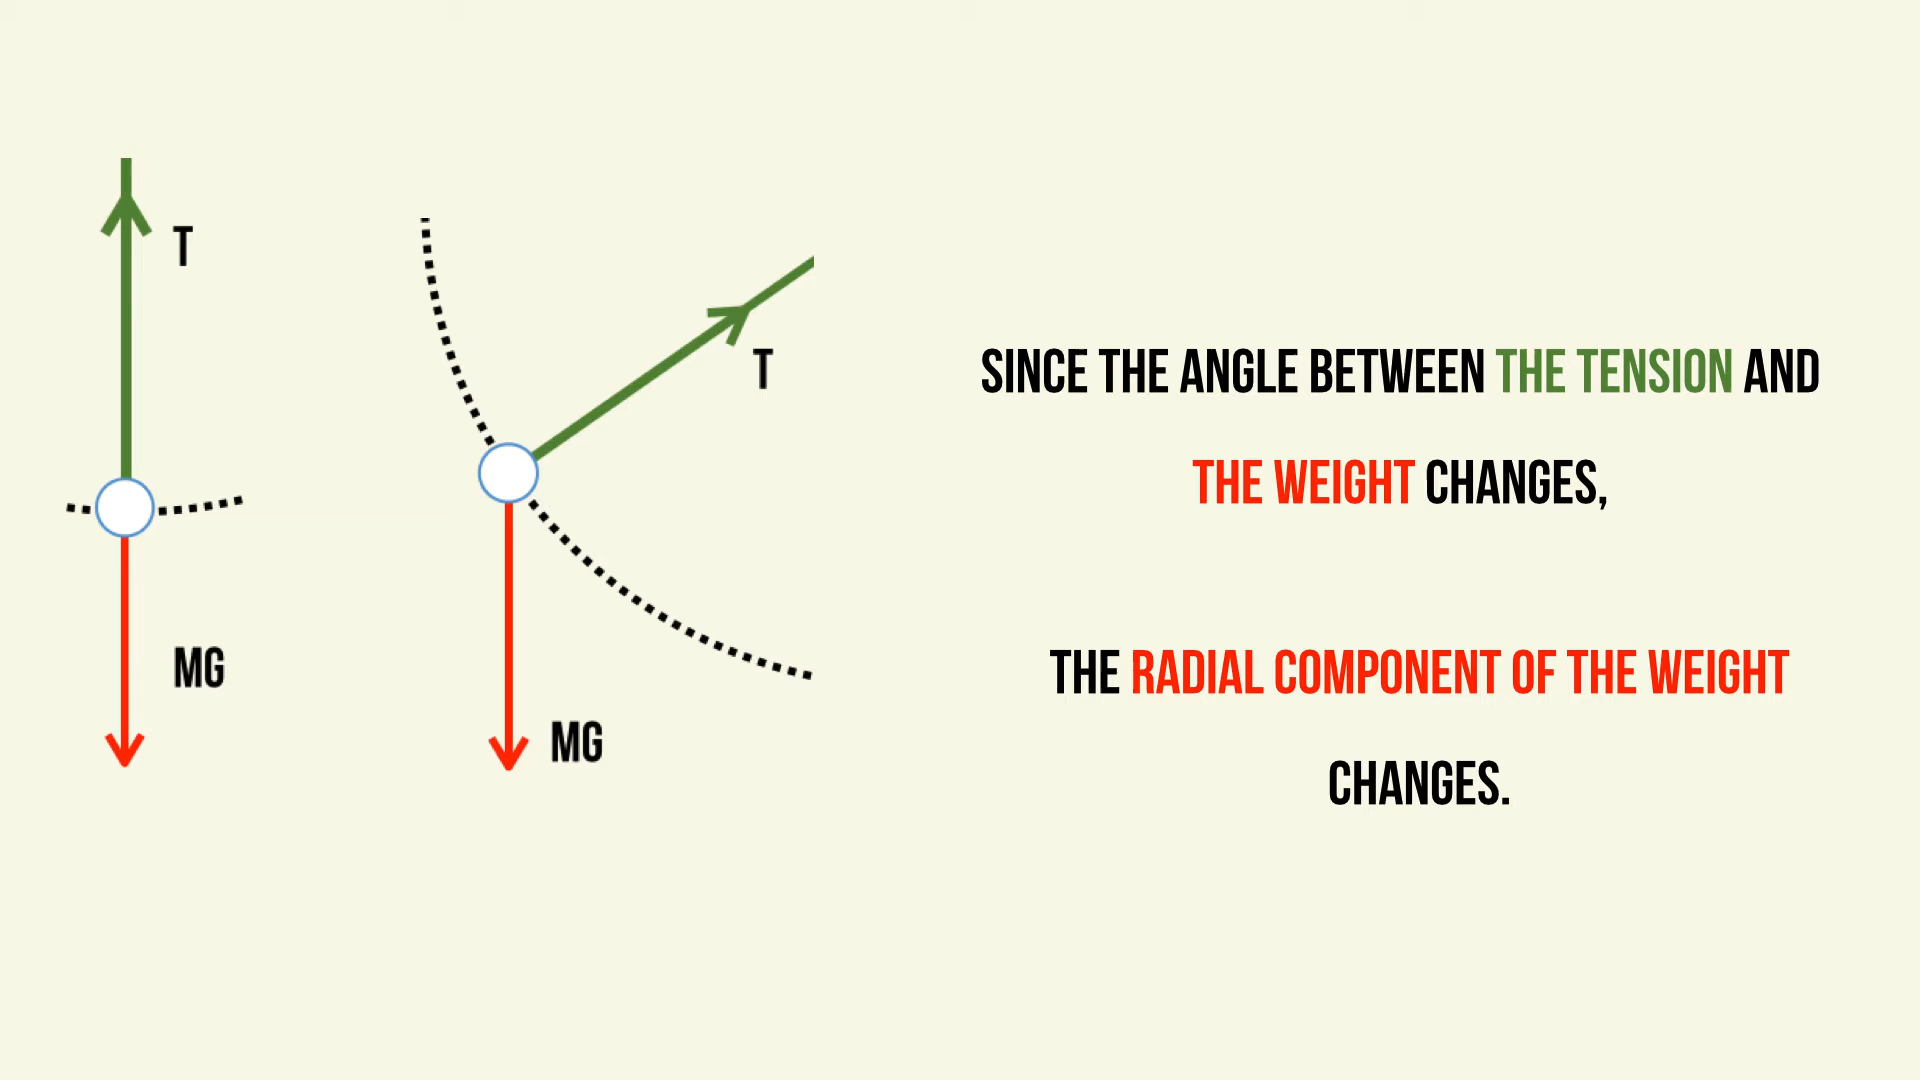 T
MG
T
MG
SINCE THE ANGLE BETWEEN THE TENSION AND
THE WEIGHT CHANGES,
THE RADIAL COMPONENT OF THE WEIGHT
CHANGES.